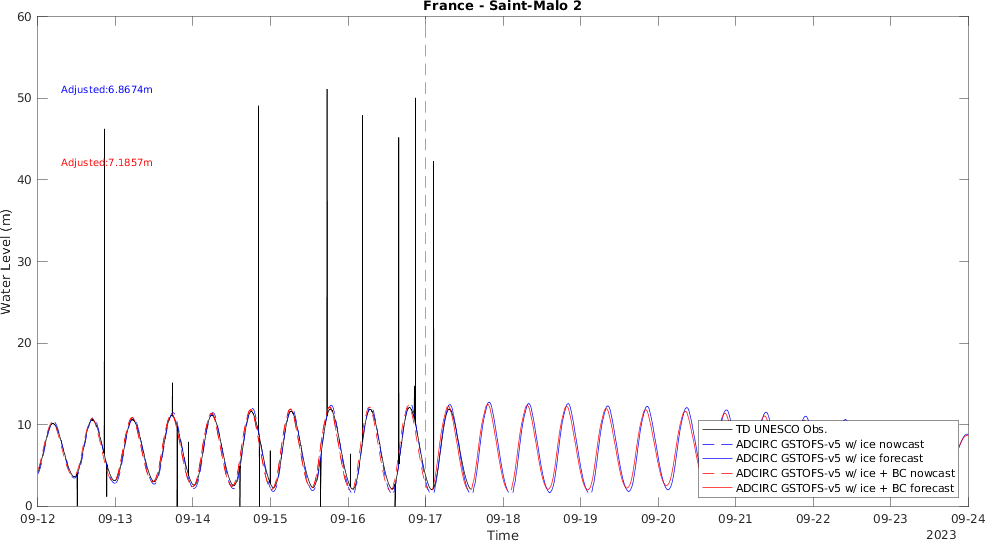 France - Saint-Malo 2
60
50
40
30
20
10
0
Water Level (m)
Adjusted:6.8674m
Adjusted:7.1857m
TD UNESCO Obs.
ADCIRC GSTOFS-v5 w/ ice nowcast
ADCIRC GSTOFS-v5 w/ ice forecast
ADCIRC GSTOFS-v5 w/ ice + BC nowcast
ADCIRC GSTOFS-v5 w/ ice + BC forecast
09-12 09-13 09-14 09-15 09-16 09-17 09-18 09-19 09-20 09-21 09-22 09-23 09-24
Time
2023